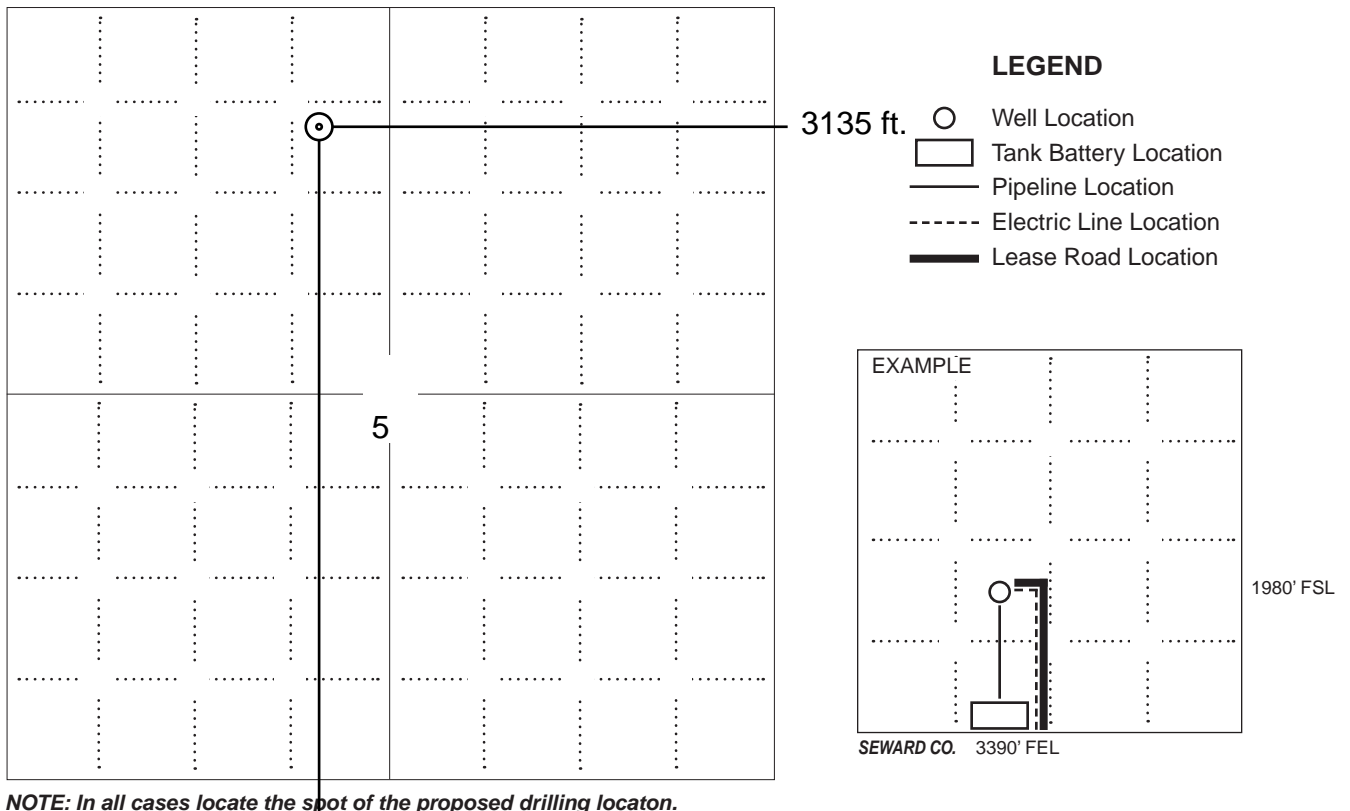 3135 ft.
5
LEGEND
Well Location
Tank Battery Location
Pipeline Location
Electric Line Location
Lease Road Location
EXAMPLE
1980' FSL
SEWARD CO. 3390' FEL
NOTE: In all cases locate the spot of the proposed drilling locaton.